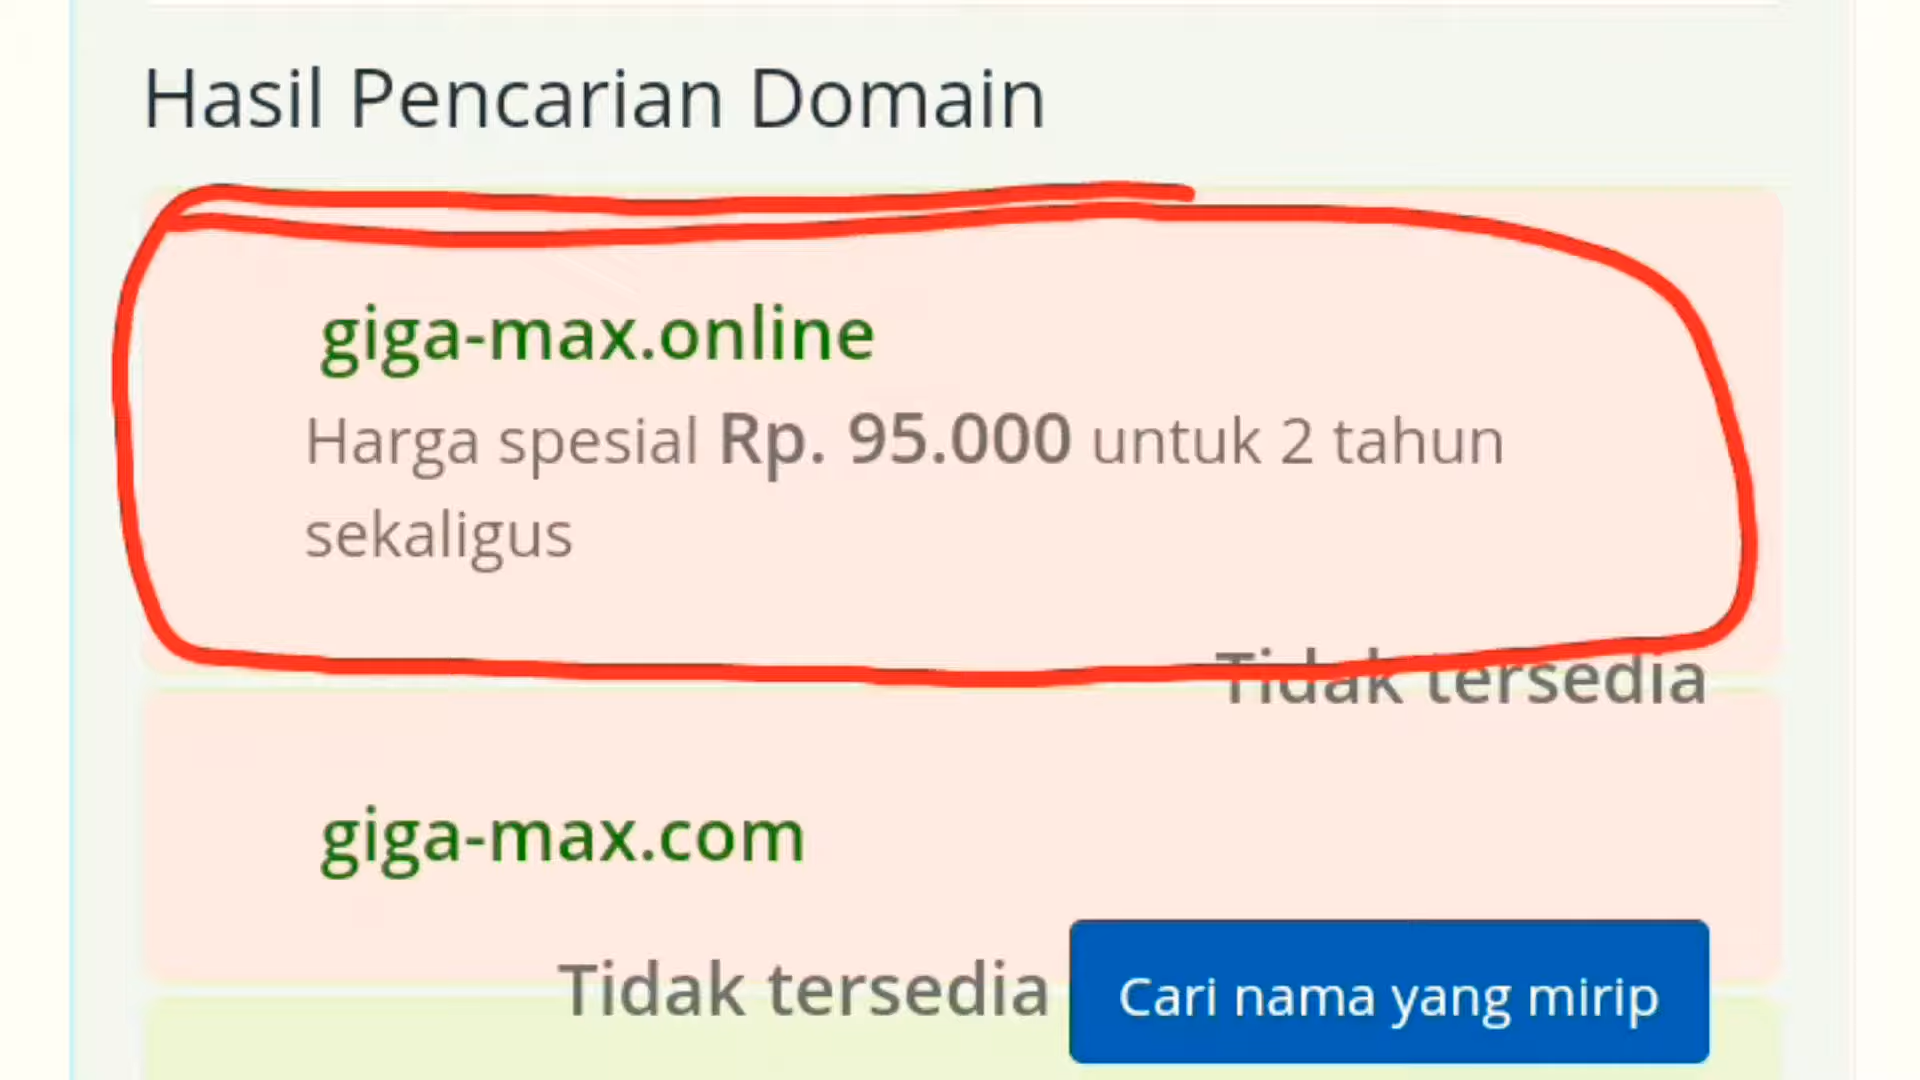 Hasil Pencarian Domain
giga-max.online
Harga spesial Rp. 95.000 untuk 2 tahun
sekaligus
Tidak tersedia
giga-max.com
Tidak tersedia
Cari nama yang mirip